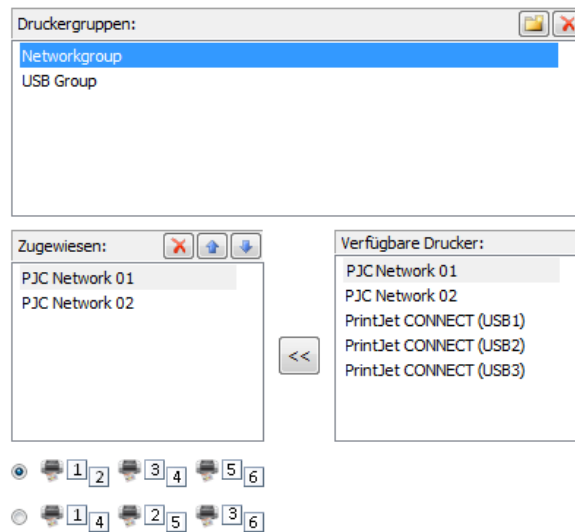 Druckergruppen:
Networkgroup
USB Group
Zugewiesen:
PJC Network 01
PJC Network 02
<<
Verfügbare Drucker:
PJC Network 01
PJC Network 02
PrintJet CONNECT (USB1)
PrintJet CONNECT (USB2)
PrintJet CONNECT (USB3)
1 2 3 4 5 6
1 4 2 5 3 6